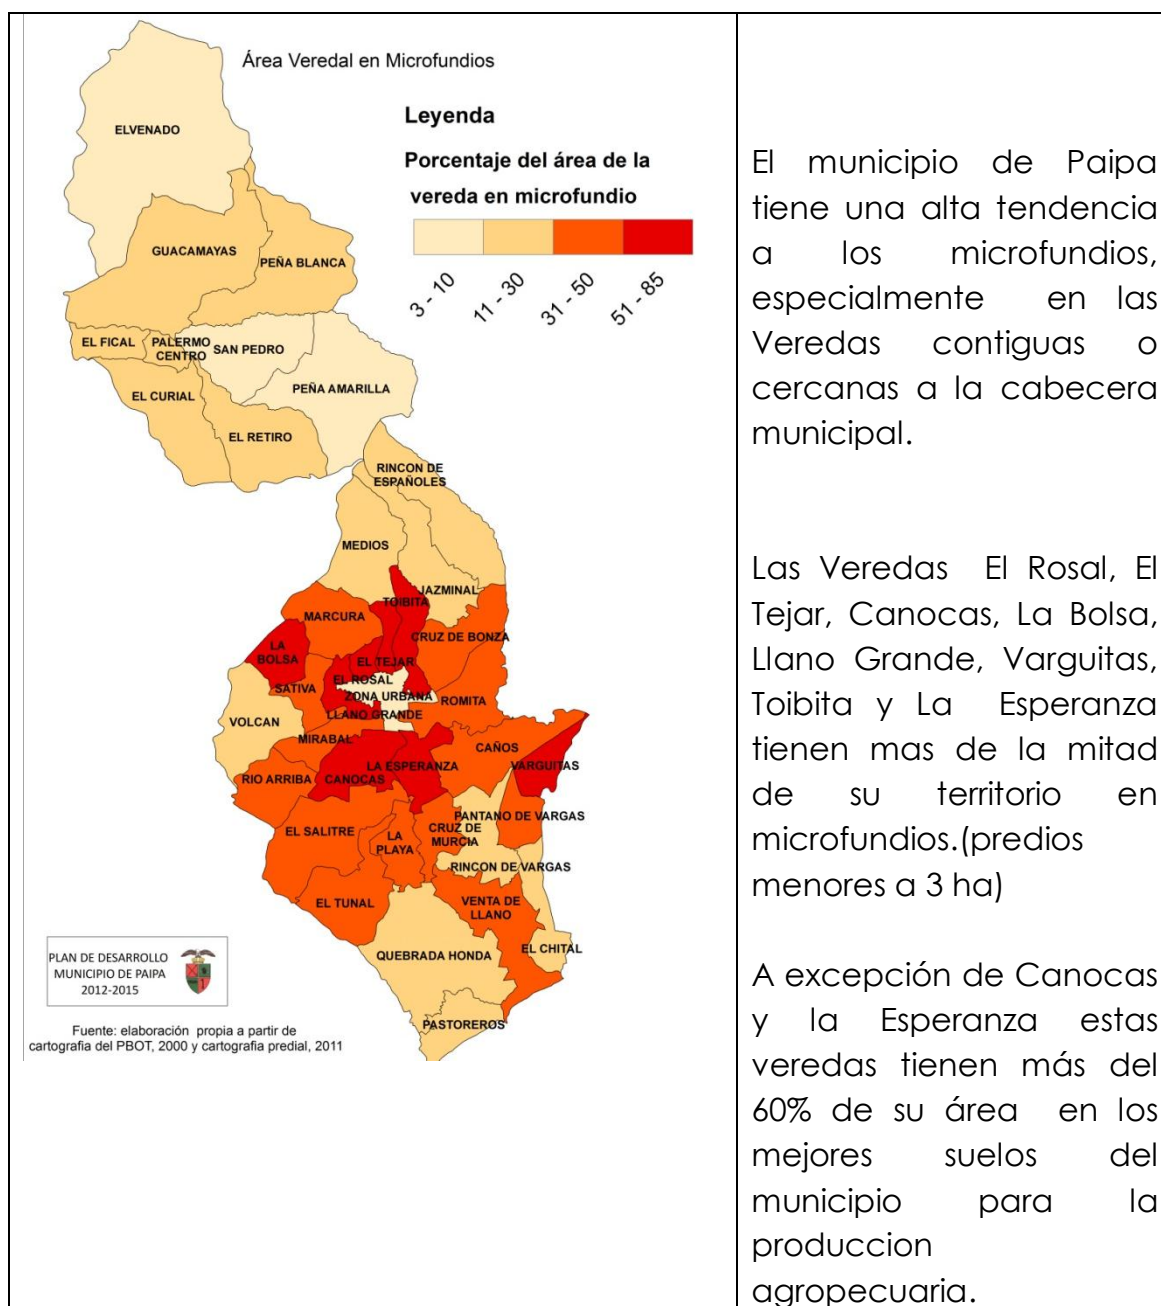 Área Veredal en Microfundios
Leyenda
Porcentaje del área de la
vereda en microfundio
3 - 10
11 - 30
31 - 50
51 - 85
ELVENADO
GUACAMAYAS
PEÑA BLANCA
EL FICAL
PALERMO
CENTRO
SAN PEDRO
EL CURIAL
PEÑA AMARILLA
EL RETIRO
RINCON DE
ESPAÑOLES
MEDIOS
JAZMINAL
TOIBITA
MARCURA
CRUZ DE BONZA
LA
BOLSA
EL TEJAR
EL ROSAL
SATIVA
ZONA URBANA
ROMITA
LLANO GRANDE
VOLCAN
MIRABAL
CAÑOS
LA ESPERANZA
VARGUITAS
RIO ARRIBA
CANOCAS
PANTANO DE VARGAS
EL SALITRE
LA
PLAYA
CRUZ DE
MURCIA
RINCON DE VARGAS
EL TUNAL
VENTA DE
LLANO
EL CHITAL
QUEBRADA HONDA
PASTOREROS
PLAN DE DESARROLLO
MUNICIPIO DE PAIPA
2012-2015
Fuente: elaboración propia a partir de
cartografia del PBOT, 2000 y cartografia predial, 2011
El municipio de Paipa
tiene una alta tendencia
a los microfundios,
especialmente en las
Veredas contiguas o
cercanas a la cabecera
municipal.
Las Veredas El Rosal, El
Tejar, Canocas, La Bolsa,
Llano Grande, Varguitas,
Toibita y La Esperanza
tienen mas de la mitad
de su territorio en
microfundios.(predios
menores a 3 ha)
A excepción de Canocas
y la Esperanza estas
veredas tienen más del
60% de su área en los
mejores suelos del
municipio para la
produccion
agropecuaria.